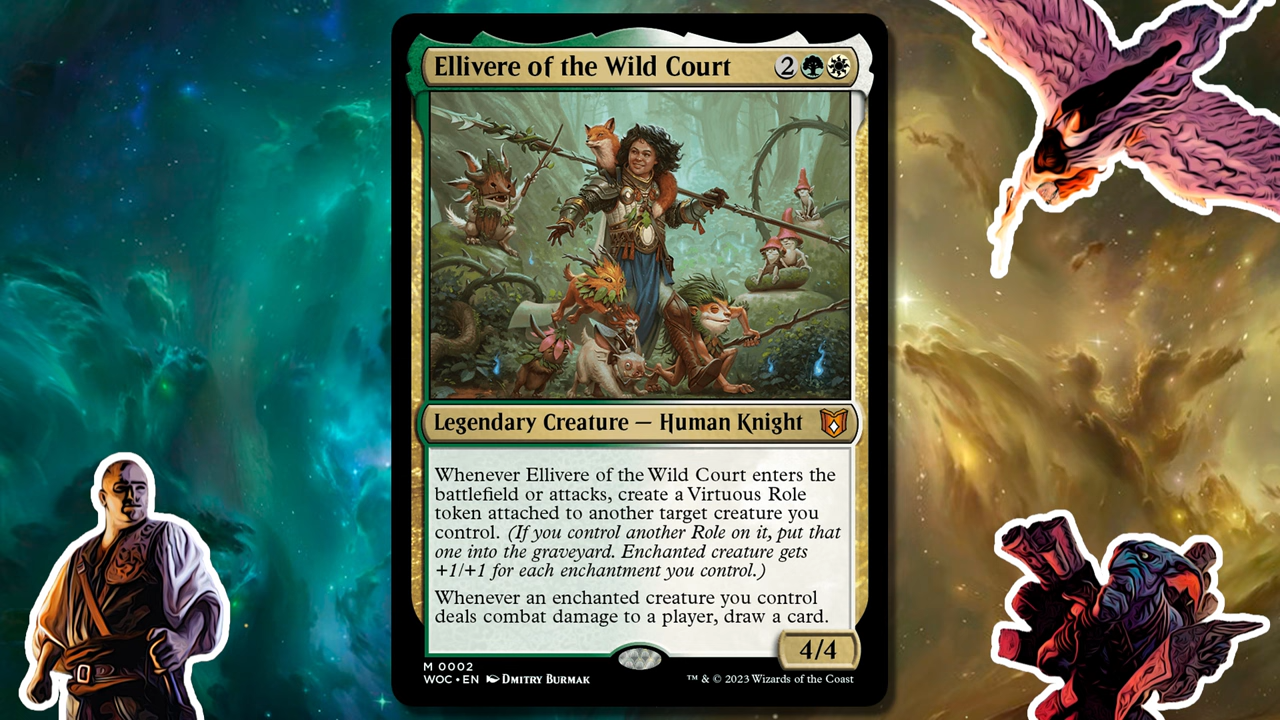 Ellivere of the Wild Court 2
Legendary Creature — Human Knight
Whenever Ellivere of the Wild Court enters the
battlefield or attacks, create a Virtuous Role
token attached to another target creature you
control. (If you control another Role on it, put that
one into the graveyard. Enchanted creature gets
+1/+1 for each enchantment you control.)
Whenever an enchanted creature you control
deals combat damage to a player, draw a card.
4/4
M 0002
WOC • EN Dmitry Burmak
™ & © 2023 Wizards of the Coast